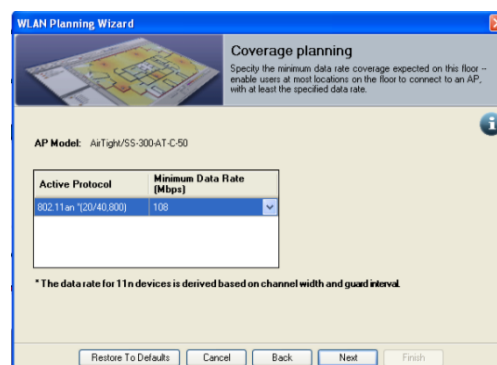 WLAN Planning Wizard
Coverage planning
Specify the minimum data rate coverage expected on this floor --
enable users at most locations on the floor to connect to an AP,
with at least the specified data rate.
AP Model: AirTight/SS-300-AT-C-50
Active Protocol
Minimum Data Rate (Mbps)
802.11an *(20/40,800)
108
* The data rate for 11n devices is derived based on channel width and guard interval.
Restore To Defaults
Cancel
Back
Next
Finish